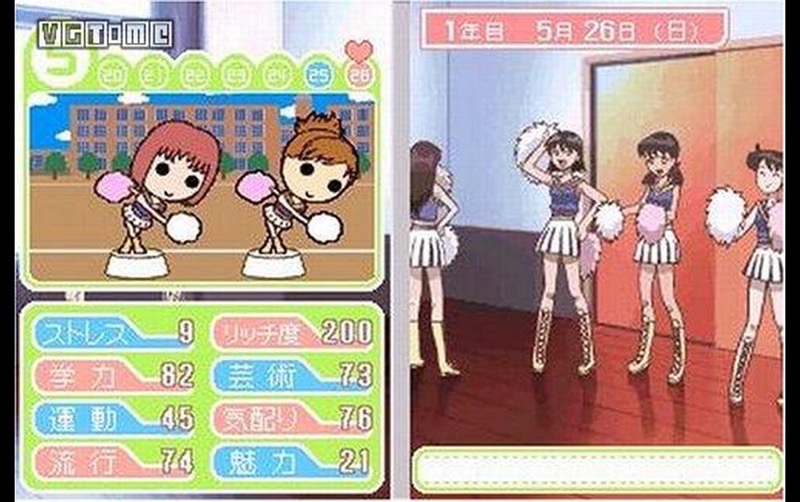 VGTIME
1年目 5月26日(日)
5
20 21 22 23 24 25 26
ストレス 9 リッチ度 200
学力 82 芸術 73
運動 45 気配り 76
流行 74 魅力 21